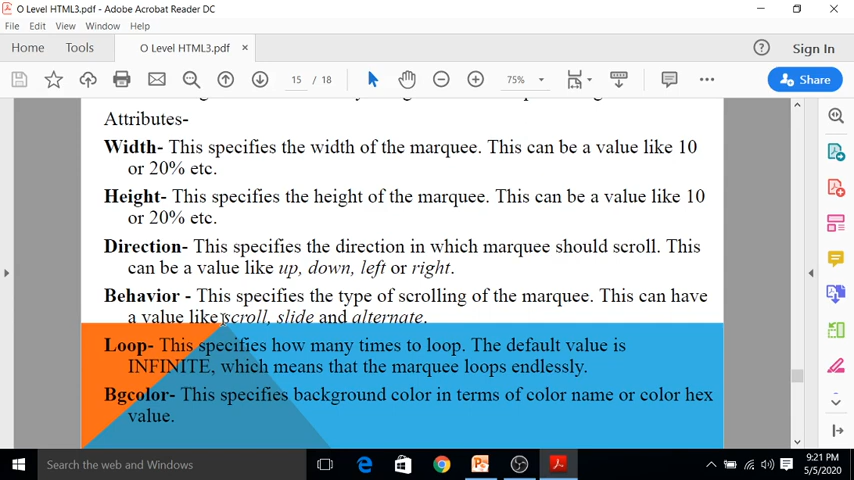 O Level HTML3.pdf - Adobe Acrobat Reader DC
File Edit View Window Help
Home Tools O Level HTML3.pdf × Sign In
15 / 18 75% Share
Attributes-
Width- This specifies the width of the marquee. This can be a value like 10
or 20% etc.
Height- This specifies the height of the marquee. This can be a value like 10
or 20% etc.
Direction- This specifies the direction in which marquee should scroll. This
can be a value like up, down, left or right.
Behavior - This specifies the type of scrolling of the marquee. This can have
a value like scroll, slide and alternate.
Loop- This specifies how many times to loop. The default value is
INFINITE, which means that the marquee loops endlessly.
Bgcolor- This specifies background color in terms of color name or color hex
value.
Search the web and Windows
9:21 PM
5/5/2020